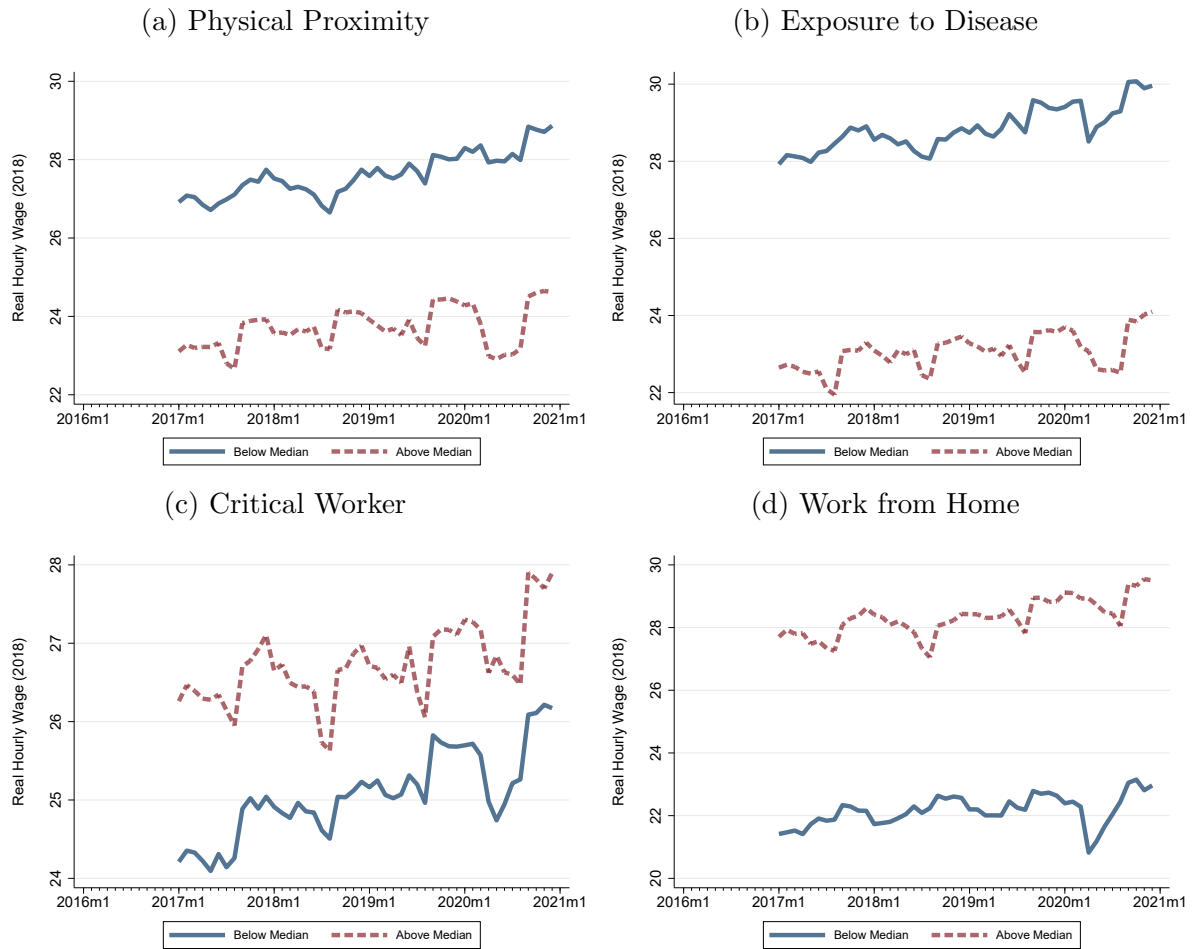 (a) Physical Proximity
Real Hourly Wage (2018)
30
28
26
24
22
2016m1 2017m1 2018m1 2019m1 2020m1 2021m1
Below Median Above Median
(b) Exposure to Disease
Real Hourly Wage (2018)
30
28
26
24
22
2016m1 2017m1 2018m1 2019m1 2020m1 2021m1
Below Median Above Median
(c) Critical Worker
Real Hourly Wage (2018)
28
27
26
25
24
2016m1 2017m1 2018m1 2019m1 2020m1 2021m1
Below Median Above Median
(d) Work from Home
Real Hourly Wage (2018)
30
28
26
24
22
20
2016m1 2017m1 2018m1 2019m1 2020m1 2021m1
Below Median Above Median